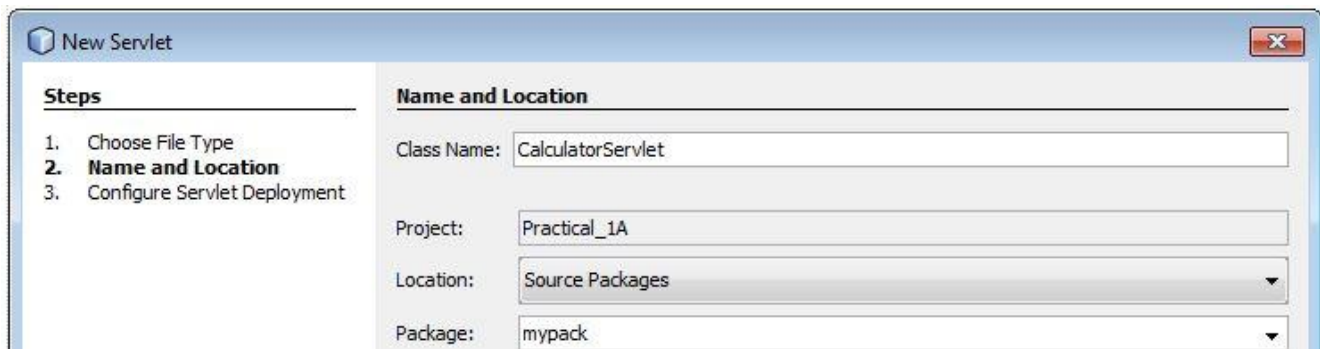 New Servlet
Steps
1. Choose File Type
2. Name and Location
3. Configure Servlet Deployment
Name and Location
Class Name: CalculatorServlet
Project: Practical_1A
Location: Source Packages
Package: mypack